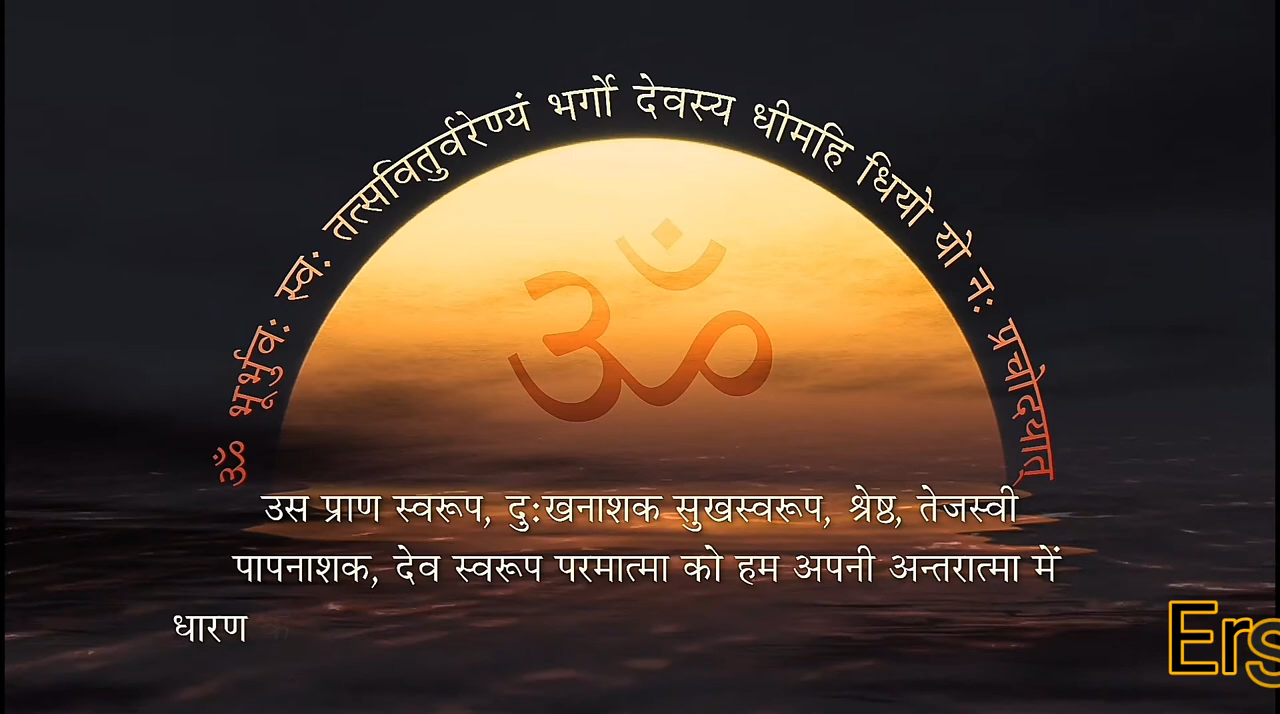 ॐ भूर्भुवः स्वः तत्सवितुर्वरेण्यं भर्गो देवस्य धीमहि धियो यो नः प्रचोदयात्
ॐ
उस प्राण स्वरूप, दुःखनाशक सुखस्वरूप, श्रेष्ठ, तेजस्वी
पापनाशक, देव स्वरूप परमात्मा को हम अपनी अन्तरात्मा में
धारण
Ers